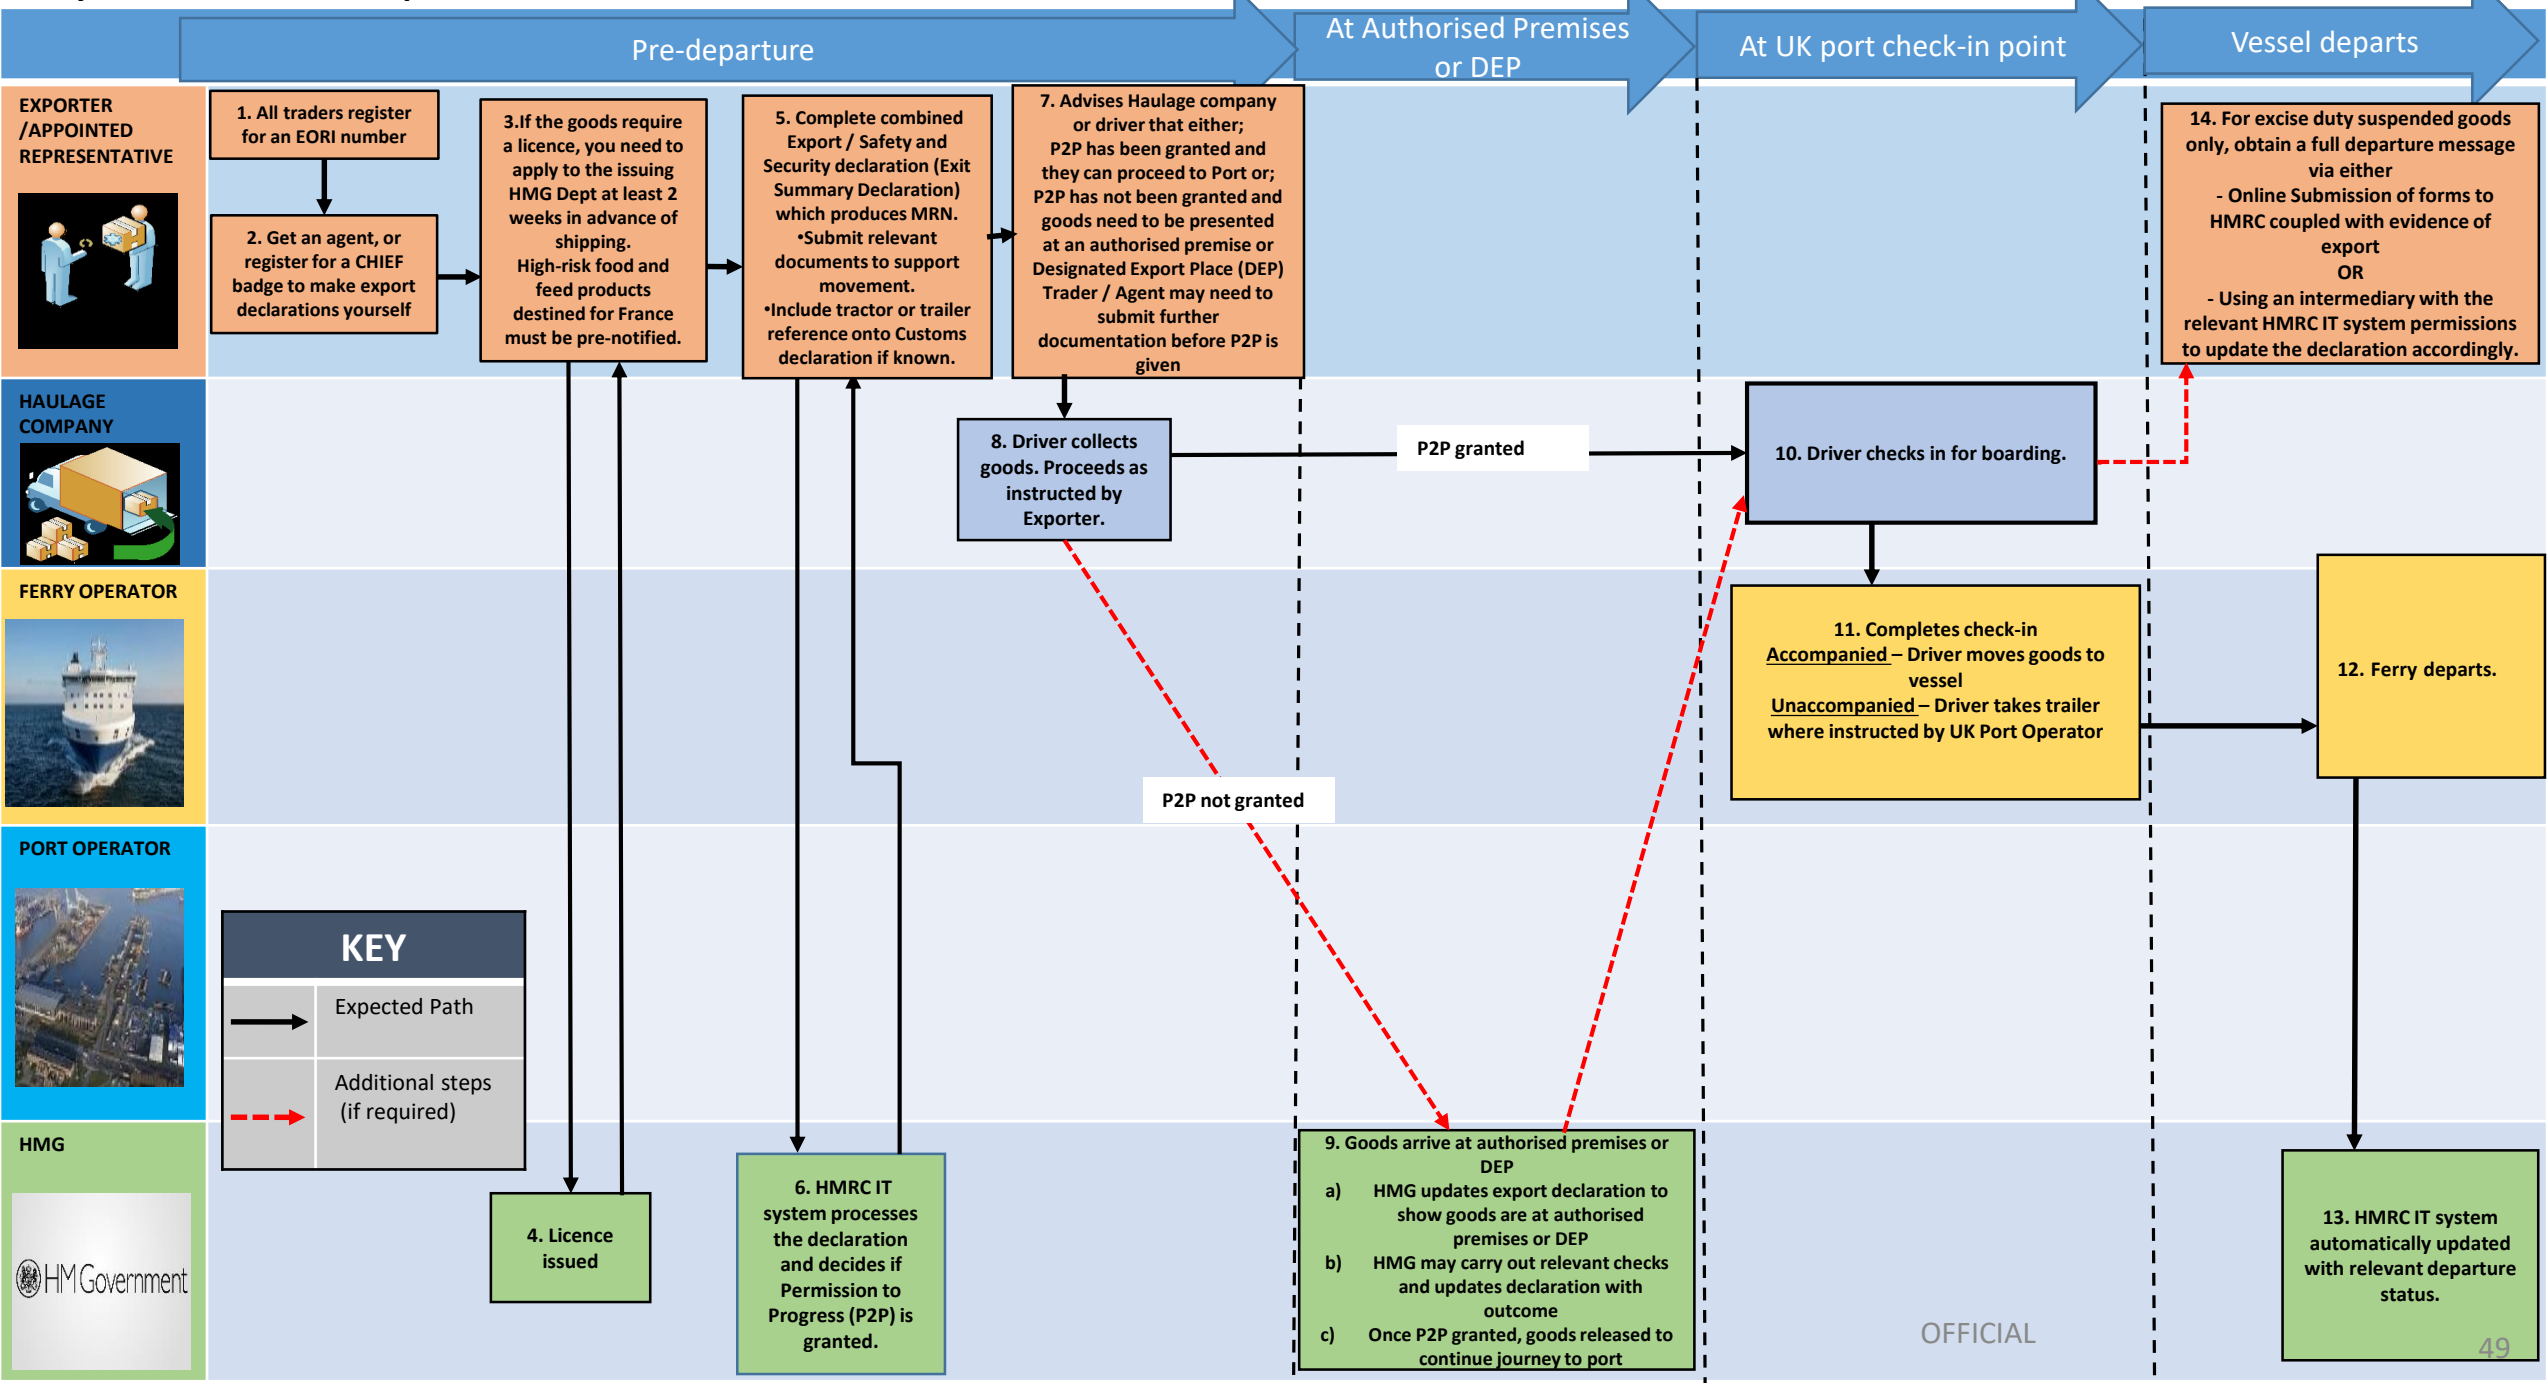 Pre-departure
At Authorised Premises
or DEP
At UK port check-in point
Vessel departs
EXPORTER
/APPOINTED
REPRESENTATIVE
1. All traders register
for an EORI number
2. Get an agent, or
register for a CHIEF
badge to make export
declarations yourself
3.If the goods require
a licence, you need to
apply to the issuing
HMG Dept at least 2
weeks in advance of
shipping.
High-risk food and
feed products
destined for France
must be pre-notified.
5. Complete combined
Export / Safety and
Security declaration (Exit
Summary Declaration)
which produces MRN.
•Submit relevant
documents to support
movement.
•Include tractor or trailer
reference onto Customs
declaration if known.
7. Advises Haulage company
or driver that either;
P2P has been granted and
they can proceed to Port or;
P2P has not been granted and
goods need to be presented
at an authorised premise or
Designated Export Place (DEP)
Trader / Agent may need to
submit further
documentation before P2P is
given
14. For excise duty suspended goods
only, obtain a full departure message
via either
- Online Submission of forms to
HMRC coupled with evidence of
export
OR
- Using an intermediary with the
relevant HMRC IT system permissions
to update the declaration accordingly.
HAULAGE
COMPANY
8. Driver collects
goods. Proceeds as
instructed by
Exporter.
P2P granted
10. Driver checks in for boarding.
FERRY OPERATOR
11. Completes check-in
Accompanied – Driver moves goods to
vessel
Unaccompanied – Driver takes trailer
where instructed by UK Port Operator
12. Ferry departs.
P2P not granted
PORT OPERATOR
KEY
Expected Path
Additional steps
(if required)
HMG
HM Government
4. Licence
issued
6. HMRC IT
system processes
the declaration
and decides if
Permission to
Progress (P2P) is
granted.
9. Goods arrive at authorised premises or
DEP
a) HMG updates export declaration to
show goods are at authorised
premises or DEP
b) HMG may carry out relevant checks
and updates declaration with
outcome
c) Once P2P granted, goods released to
continue journey to port
13. HMRC IT system
automatically updated
with relevant departure
status.
OFFICIAL
49